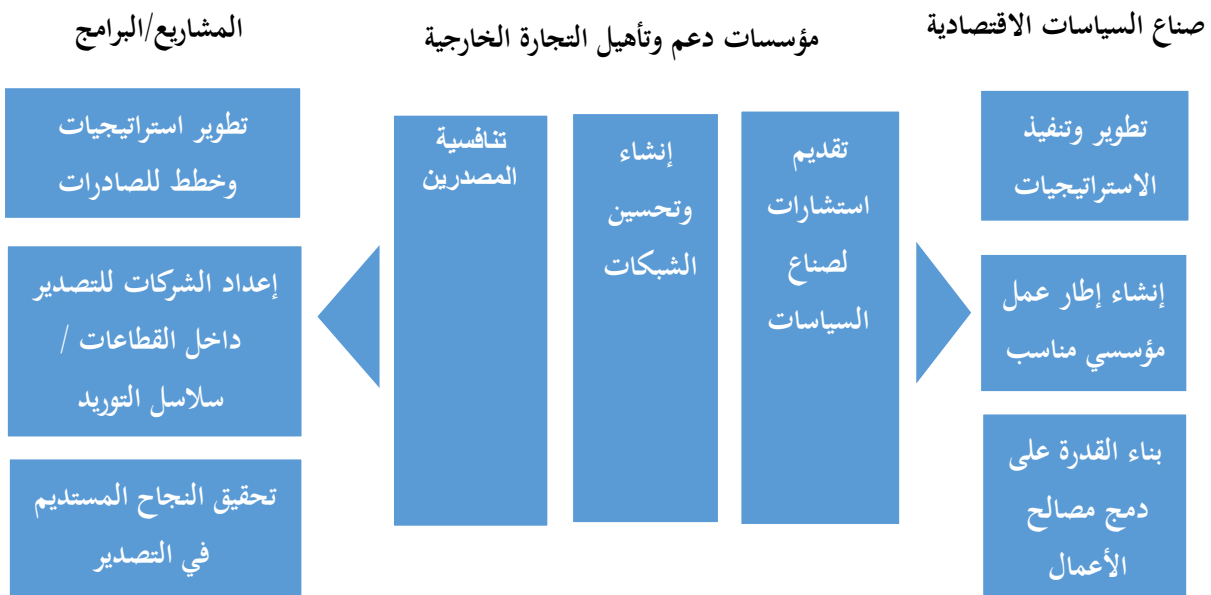 صناع السياسات الاقتصادية
مؤسسات دعم وتأهيل التجارة الخارجية
المشاريع/البرامج
تطوير وتنفيذ
الاستراتيجيات
إنشاء إطار عمل
مؤسسي مناسب
بناء القدرة على
دمج مصالح
الأعمال
تقديم
استشارات
لصناع
السياسات
إنشاء
وتحسين
الشبكات
تنافسية
المصدرين
تطوير استراتيجيات
وخطط للصادرات
إعداد الشركات للتصدير
داخل القطاعات /
سلاسل التوريد
تحقيق النجاح المستديم
في التصدير